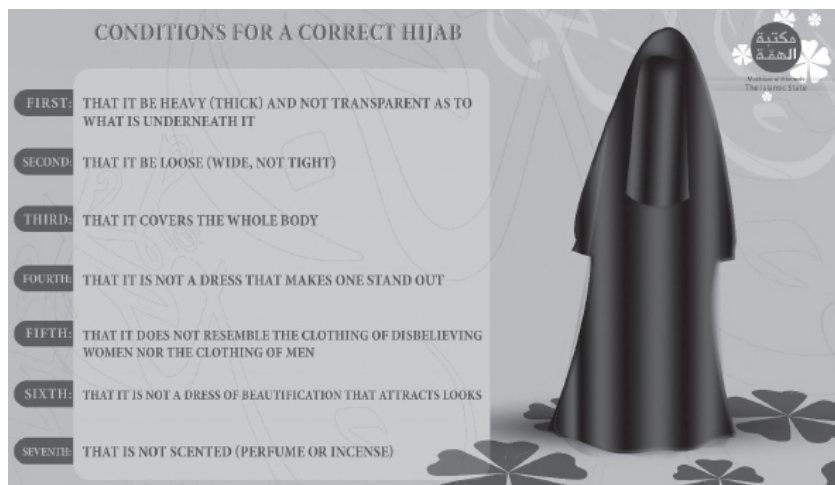 CONDITIONS FOR A CORRECT HIJAB
مكتبة
الهمة
The Islamic State
FIRST: THAT IT BE HEAVY (THICK) AND NOT TRANSPARENT AS TO
WHAT IS UNDERNEATH IT
SECOND: THAT IT BE LOOSE (WIDE, NOT TIGHT)
THIRD: THAT IT COVERS THE WHOLE BODY
FOURTH: THAT IT IS NOT A DRESS THAT MAKES ONE STAND OUT
FIFTH: THAT IT DOES NOT RESEMBLE THE CLOTHING OF DISBELIEVING
WOMEN NOR THE CLOTHING OF MEN
SIXTH: THAT IT IS NOT A DRESS OF BEAUTIFICATION THAT ATTRACTS LOOKS
SEVENTH: THAT IS NOT SCENTED (PERFUME OR INCENSE)